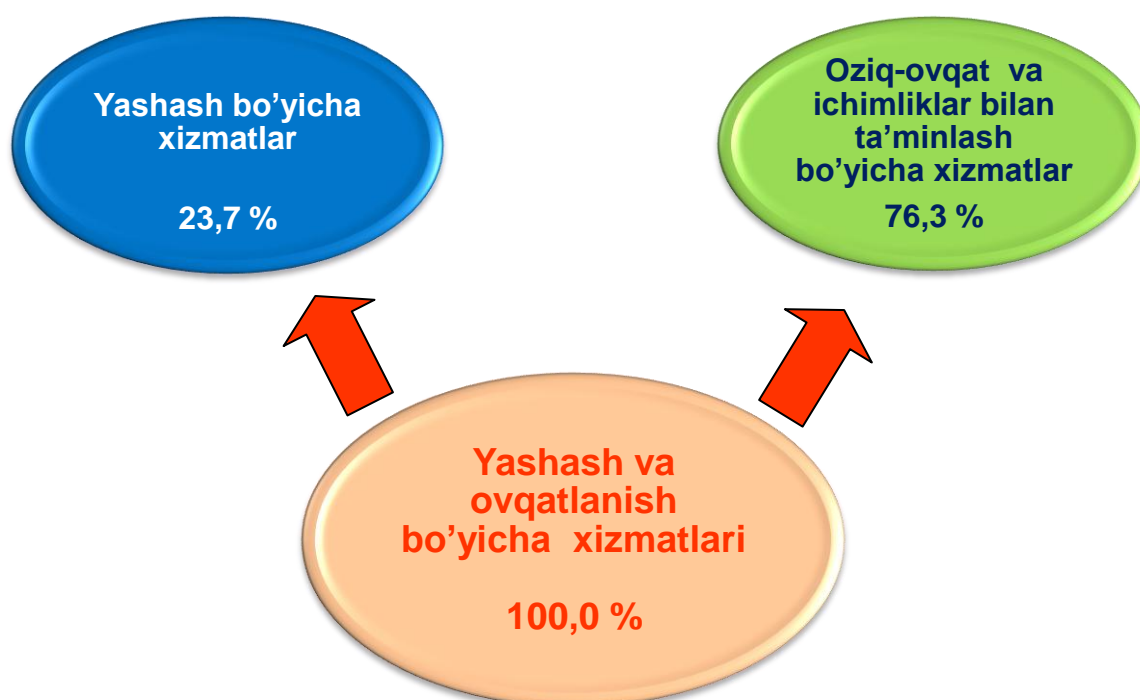 Yashash bo’yicha
xizmatlar
23,7 %
Oziq-ovqat va
ichimliklar bilan
ta’minlash
bo’yicha xizmatlar
76,3 %
Yashash va
ovqatlanish
bo’yicha xizmatlari
100,0 %